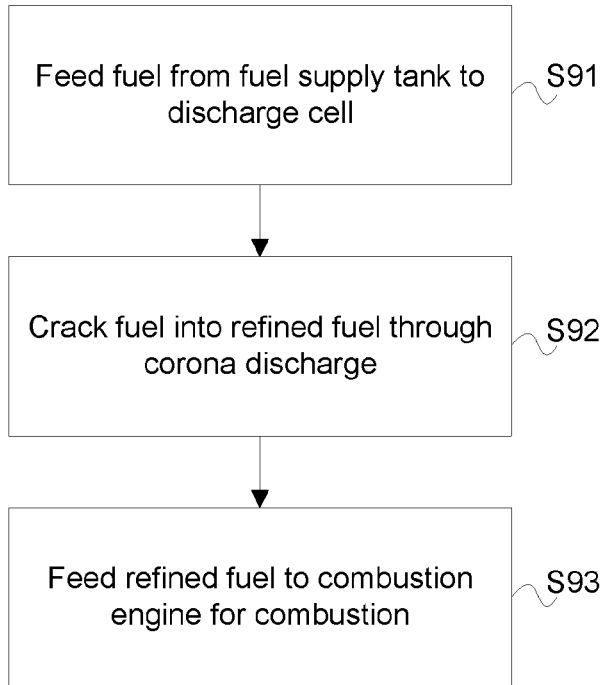 Feed fuel from fuel supply tank to
discharge cell
S91
Crack fuel into refined fuel through
corona discharge
S92
Feed refined fuel to combustion
engine for combustion
S93